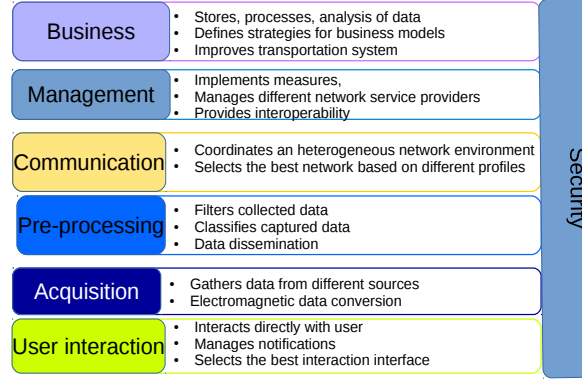 Business
• Stores, processes, analysis of data
• Defines strategies for business models
• Improves transportation system
Management
• Implements measures,
• Manages different network service providers
• Provides interoperability
Communication
• Coordinates an heterogeneous network environment
• Selects the best network based on different profiles
Pre-processing
• Filters collected data
• Classifies captured data
• Data dissemination
Acquisition
• Gathers data from different sources
• Electromagnetic data conversion
User interaction
• Interacts directly with user
• Manages notifications
• Selects the best interaction interface
Security